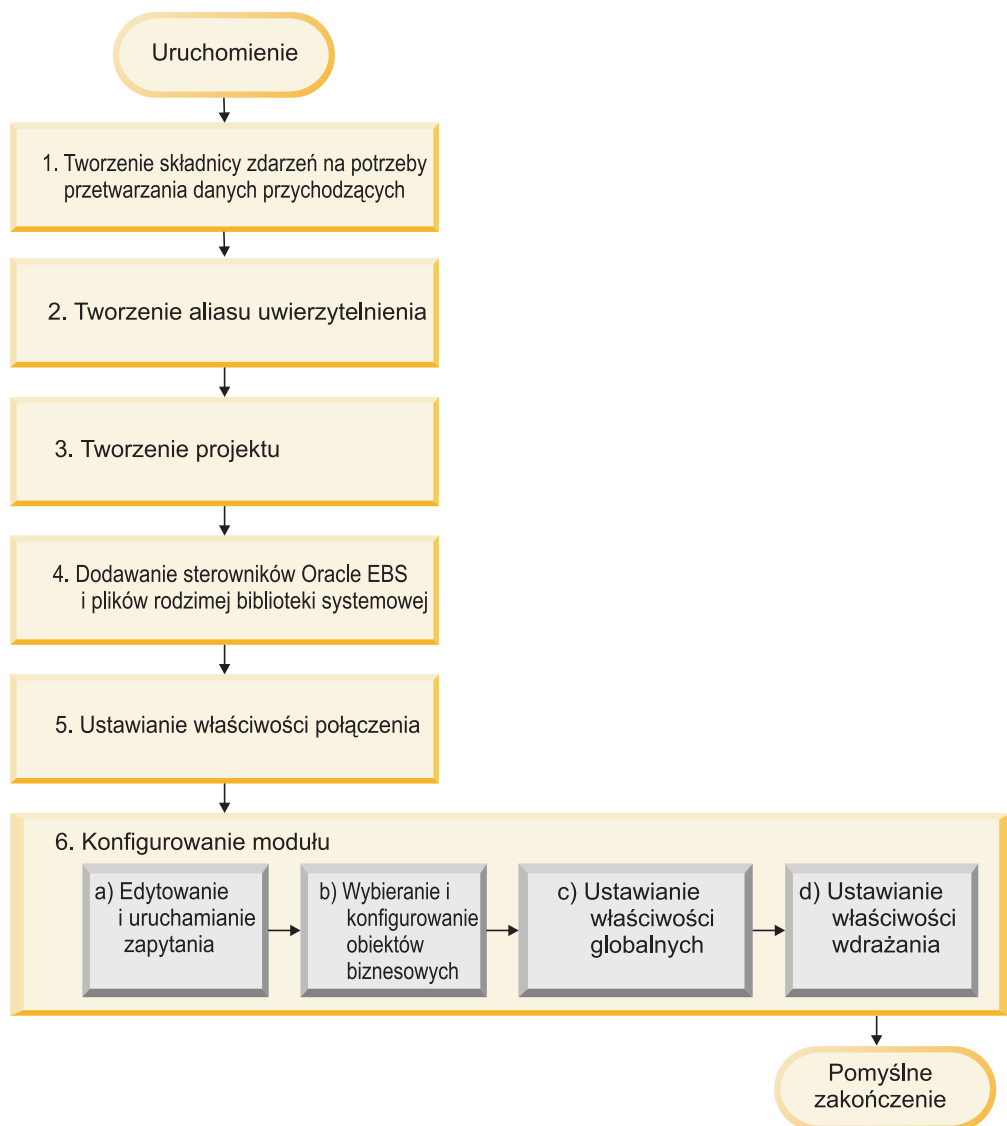 Uruchomienie
1. Tworzenie składnicy zdarzeń na potrzeby
przetwarzania danych przychodzących
2. Tworzenie aliasu uwierzytelnienia
3. Tworzenie projektu
4. Dodawanie sterowników Oracle EBS
i plików rodzimej biblioteki systemowej
5. Ustawianie właściwości połączenia
6. Konfigurowanie modułu
a) Edytowanie
i uruchamianie
zapytania
b) Wybieranie i
konfigurowanie
obiektów
biznesowych
c) Ustawianie
właściwości
globalnych
d) Ustawianie
właściwości
wdrażania
Pomyślne
zakończenie